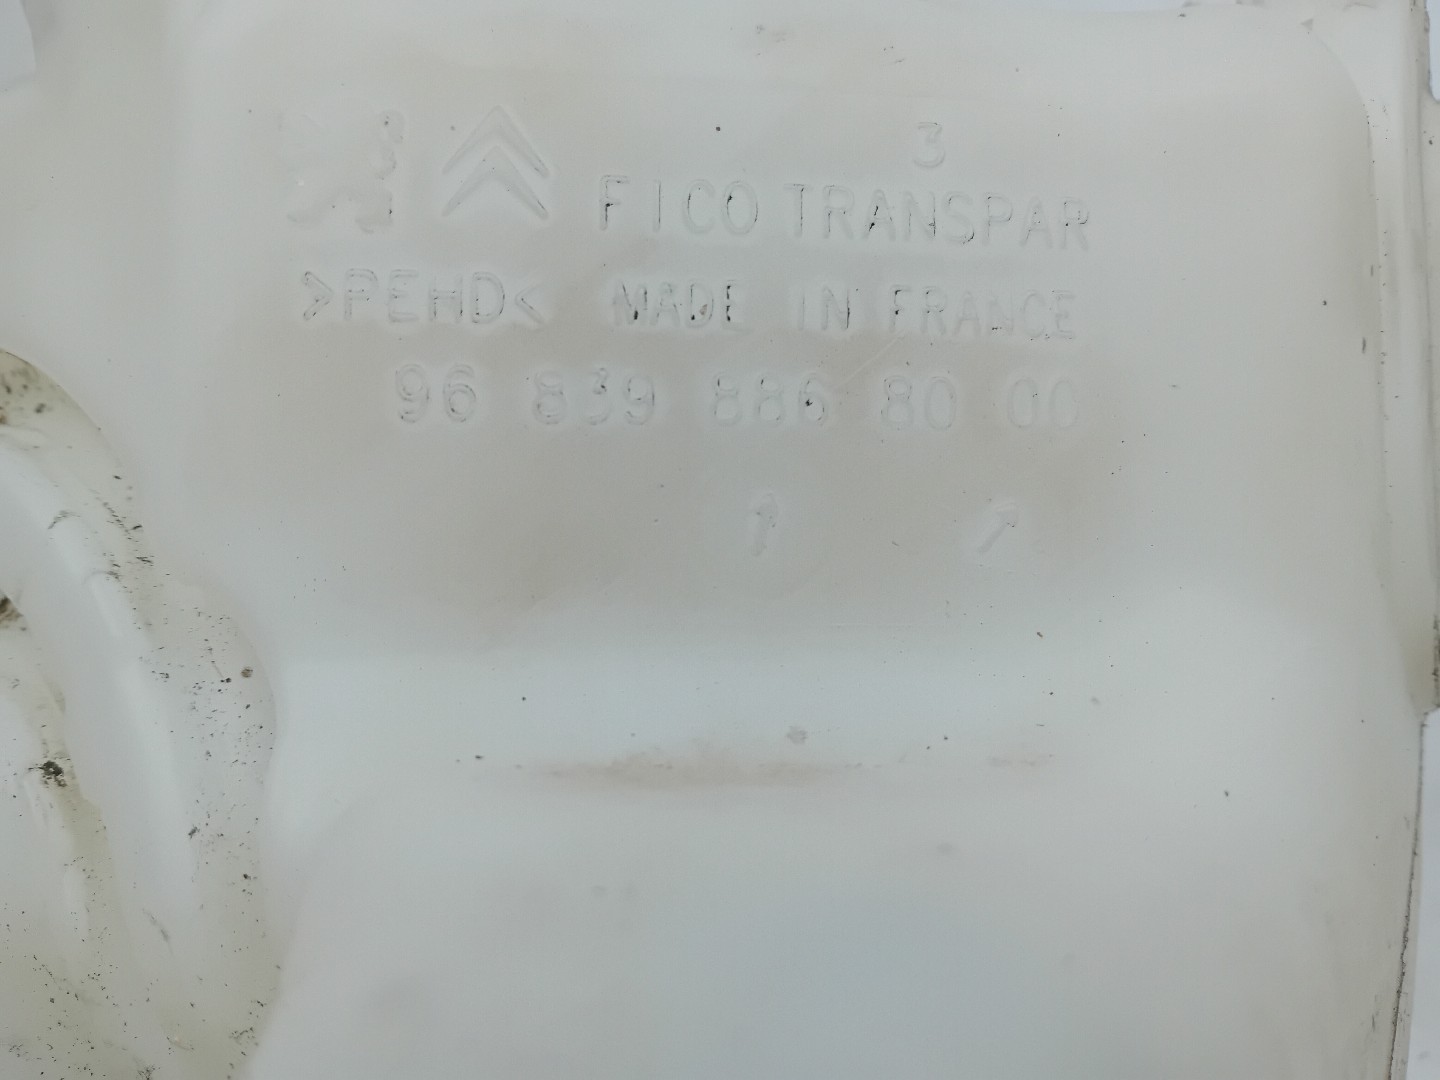 3
FICO TRANSPAR
>PEHD< MADE IN FRANCE
96 839 886 80 00